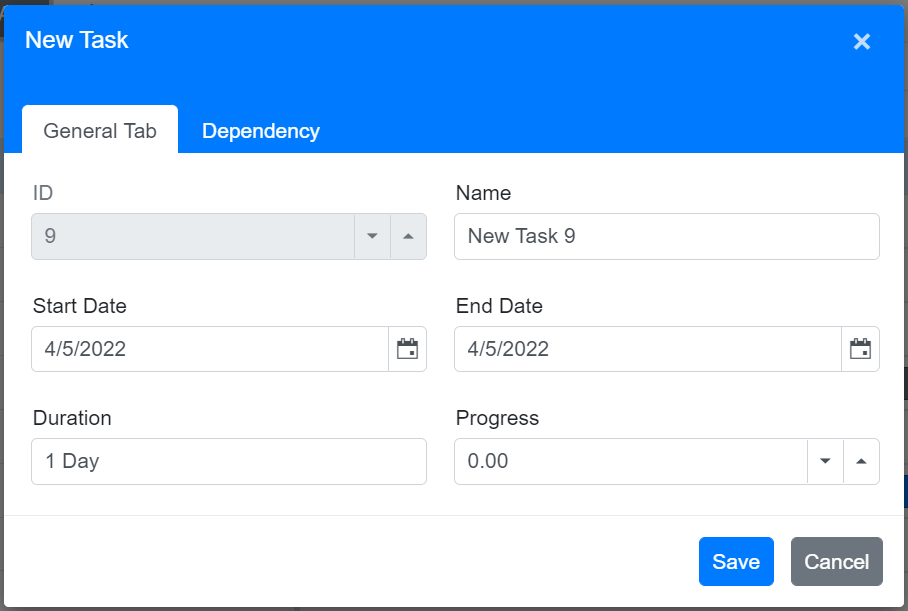 New Task
General Tab Dependency
ID Name
9 New Task 9
Start Date End Date
4/5/2022 4/5/2022
Duration Progress
1 Day 0.00
Save Cancel